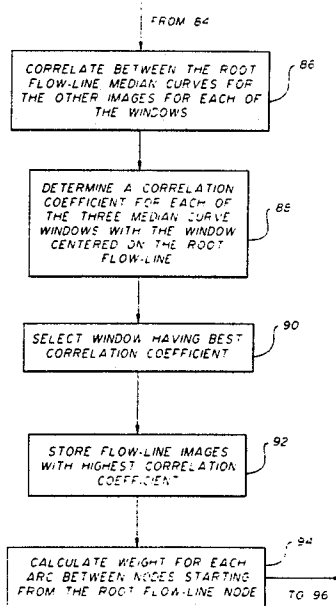 FROM 84
CORRELATE BETWEEN THE ROOT
FLOW-LINE MEDIAN CURVES FOR
THE OTHER IMAGES FOR EACH OF
THE WINDOWS
86
DETERMINE A CORRELATION
COEFFICIENT FOR EACH OF
THE THREE MEDIAN CURVE
WINDOWS WITH THE WINDOW
CENTERED ON THE ROOT
FLOW-LINE
88
SELECT WINDOW HAVING BEST
CORRELATION COEFFICIENT
90
STORE FLOW-LINE IMAGES
WITH HIGHEST CORRELATION
COEFFICIENT
92
CALCULATE WEIGHT FOR EACH
ARC BETWEEN NODES STARTING
FROM THE ROOT FLOW-LINE NODE
94
TO 96